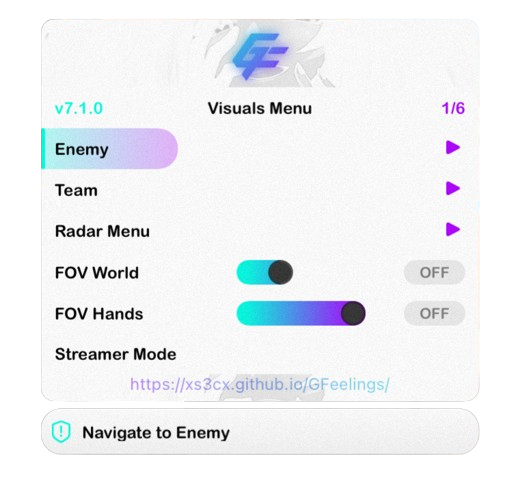 GF
v7.1.0 Visuals Menu 1/6
Enemy
Team
Radar Menu
FOV World OFF
FOV Hands OFF
Streamer Mode
https://xs3cx.github.io/GFeelings/
Navigate to Enemy